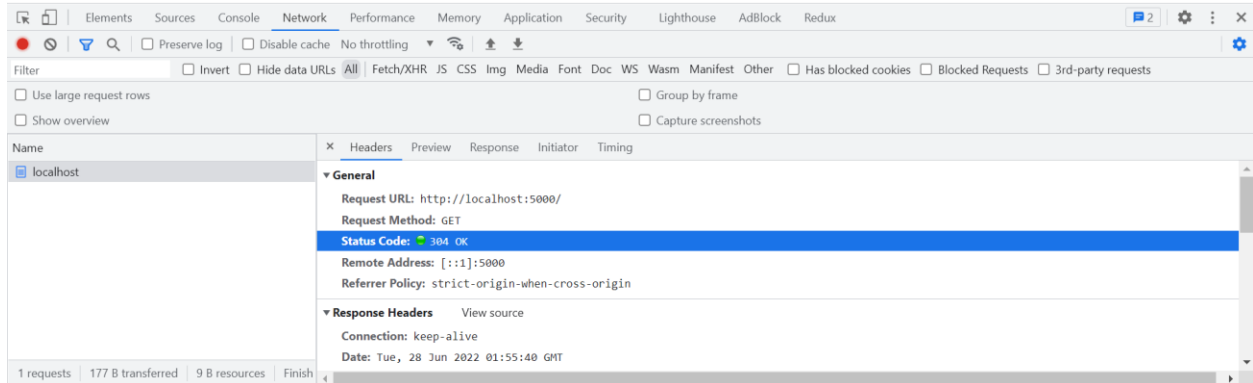 Elements Sources Console Network Performance Memory Application Security Lighthouse AdBlock Redux 2
Preserve log Disable cache No throttling
Filter Invert Hide data URLs All Fetch/XHR JS CSS Img Media Font Doc WS Wasm Manifest Other Has blocked cookies Blocked Requests 3rd-party requests
Use large request rows Group by frame
Show overview Capture screenshots
Name × Headers Preview Response Initiator Timing
localhost
General
Request URL: http://localhost:5000/
Request Method: GET
Status Code: 304 OK
Remote Address: [::1]:5000
Referrer Policy: strict-origin-when-cross-origin
Response Headers View source
Connection: keep-alive
Date: Tue, 28 Jun 2022 01:55:40 GMT
1 requests 177 B transferred 9 B resources Finish